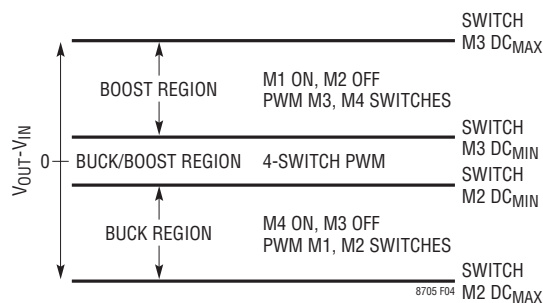 SWITCH
M3 DCMAX
BOOST REGION
M1 ON, M2 OFF
PWM M3, M4 SWITCHES
SWITCH
M3 DCMIN
VOUT-VIN
0
BUCK/BOOST REGION
4-SWITCH PWM
SWITCH
M2 DCMIN
BUCK REGION
M4 ON, M3 OFF
PWM M1, M2 SWITCHES
SWITCH
M2 DCMAX
8705 F04